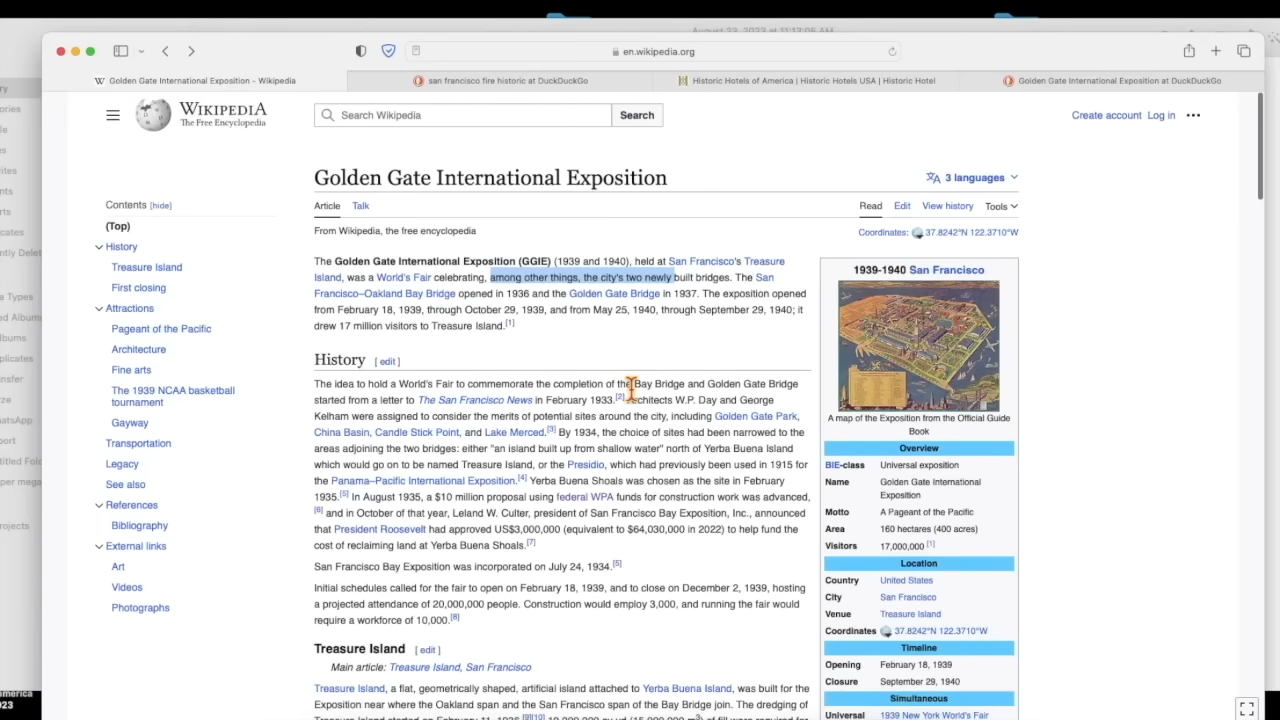 August 23, 2023 at 11:13:05 AM
en.wikipedia.org
Golden Gate International Exposition - Wikipedia
san francisco fire historic at DuckDuckGo
Historic Hotels of America | Historic Hotels USA | Historic Hotel
Golden Gate International Exposition at DuckDuckGo
WIKIPEDIA
The Free Encyclopedia
Search Wikipedia
Search
Create account Log in
Golden Gate International Exposition
3 languages
Article Talk
Read Edit View history Tools
From Wikipedia, the free encyclopedia
Coordinates: 37.8242°N 122.3710°W
Contents [hide]
(Top)
History
Treasure Island
First closing
Attractions
Pageant of the Pacific
Architecture
Fine arts
The 1939 NCAA basketball
tournament
Gayway
Transportation
Legacy
See also
References
Bibliography
External links
Art
Videos
Photographs
The Golden Gate International Exposition (GGIE) (1939 and 1940), held at San Francisco's Treasure
Island, was a World's Fair celebrating, among other things, the city's two newly built bridges. The San
Francisco–Oakland Bay Bridge opened in 1936 and the Golden Gate Bridge in 1937. The exposition opened
from February 18, 1939, through October 29, 1939, and from May 25, 1940, through September 29, 1940; it
drew 17 million visitors to Treasure Island.[1]
History [ edit ]
The idea to hold a World's Fair to commemorate the completion of the Bay Bridge and Golden Gate Bridge
started from a letter to The San Francisco News in February 1933.[2] Architects W.P. Day and George
Kelham were assigned to consider the merits of potential sites around the city, including Golden Gate Park,
China Basin, Candle Stick Point, and Lake Merced.[3] By 1934, the choice of sites had been narrowed to the
areas adjoining the two bridges: either "an island built up from shallow water" north of Yerba Buena Island
which would go on to be named Treasure Island, or the Presidio, which had previously been used in 1915 for
the Panama–Pacific International Exposition.[4] Yerba Buena Shoals was chosen as the site in February
1935.[5] In August 1935, a $10 million proposal using federal WPA funds for construction work was advanced,
[6] and in October of that year, Leland W. Culter, president of San Francisco Bay Exposition, Inc., announced
that President Roosevelt had approved US$3,000,000 (equivalent to $64,030,000 in 2022) to help fund the
cost of reclaiming land at Yerba Buena Shoals.[7]
San Francisco Bay Exposition was incorporated on July 24, 1934.[5]
Initial schedules called for the fair to open on February 18, 1939, and to close on December 2, 1939, hosting
a projected attendance of 20,000,000 people. Construction would employ 3,000, and running the fair would
require a workforce of 10,000.[8]
Treasure Island [ edit ]
Main article: Treasure Island, San Francisco
Treasure Island, a flat, geometrically shaped, artificial island attached to Yerba Buena Island, was built for the
Exposition near where the Oakland span and the San Francisco span of the Bay Bridge join. The dredging of
1939-1940 San Francisco
A map of the Exposition from the Official Guide
Book
Overview
BIE-class Universal exposition
Name Golden Gate International
Exposition
Motto A Pageant of the Pacific
Area 160 hectares (400 acres)
Visitors 17,000,000 [1]
Location
Country United States
City San Francisco
Venue Treasure Island
Coordinates 37.8242°N 122.3710°W
Timeline
Opening February 18, 1939
Closure September 29, 1940
Simultaneous
Universal 1939 New York World's Fair